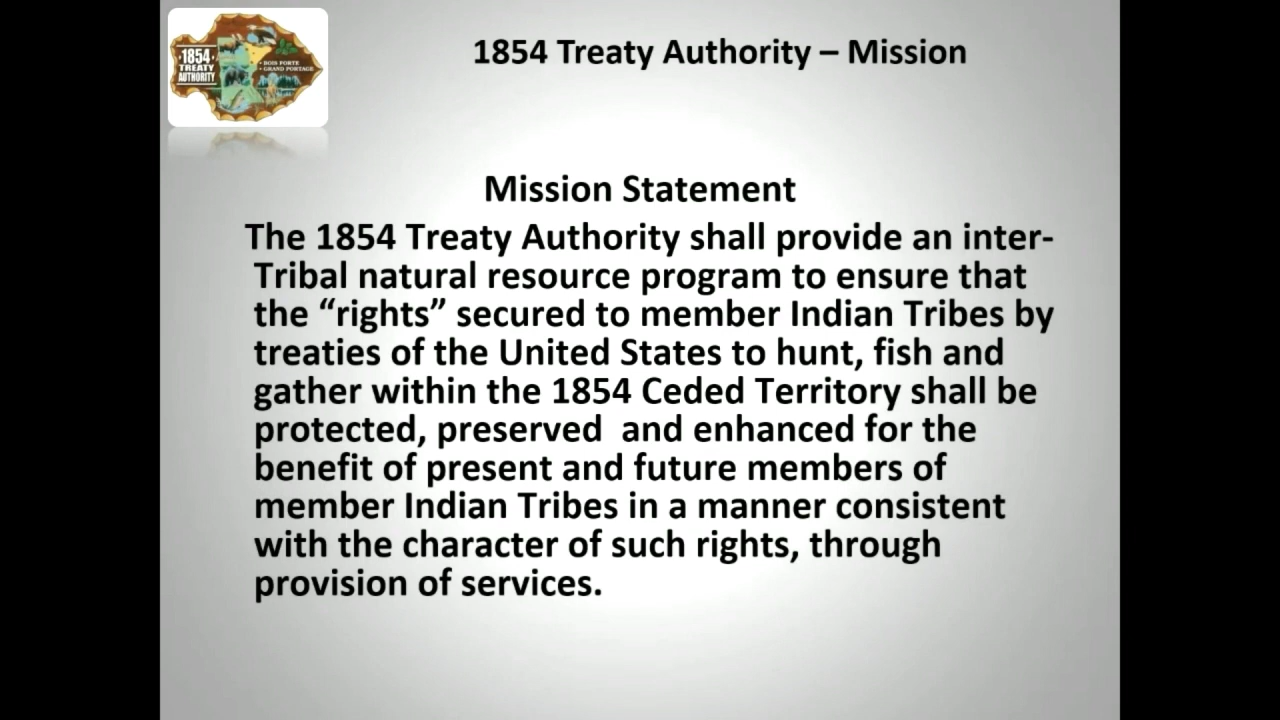 1854
TREATY
AUTHORITY
• BOIS FORTE
• GRAND PORTAGE
1854 Treaty Authority – Mission
Mission Statement
The 1854 Treaty Authority shall provide an inter-
Tribal natural resource program to ensure that
the “rights” secured to member Indian Tribes by
treaties of the United States to hunt, fish and
gather within the 1854 Ceded Territory shall be
protected, preserved  and enhanced for the
benefit of present and future members of
member Indian Tribes in a manner consistent
with the character of such rights, through
provision of services.